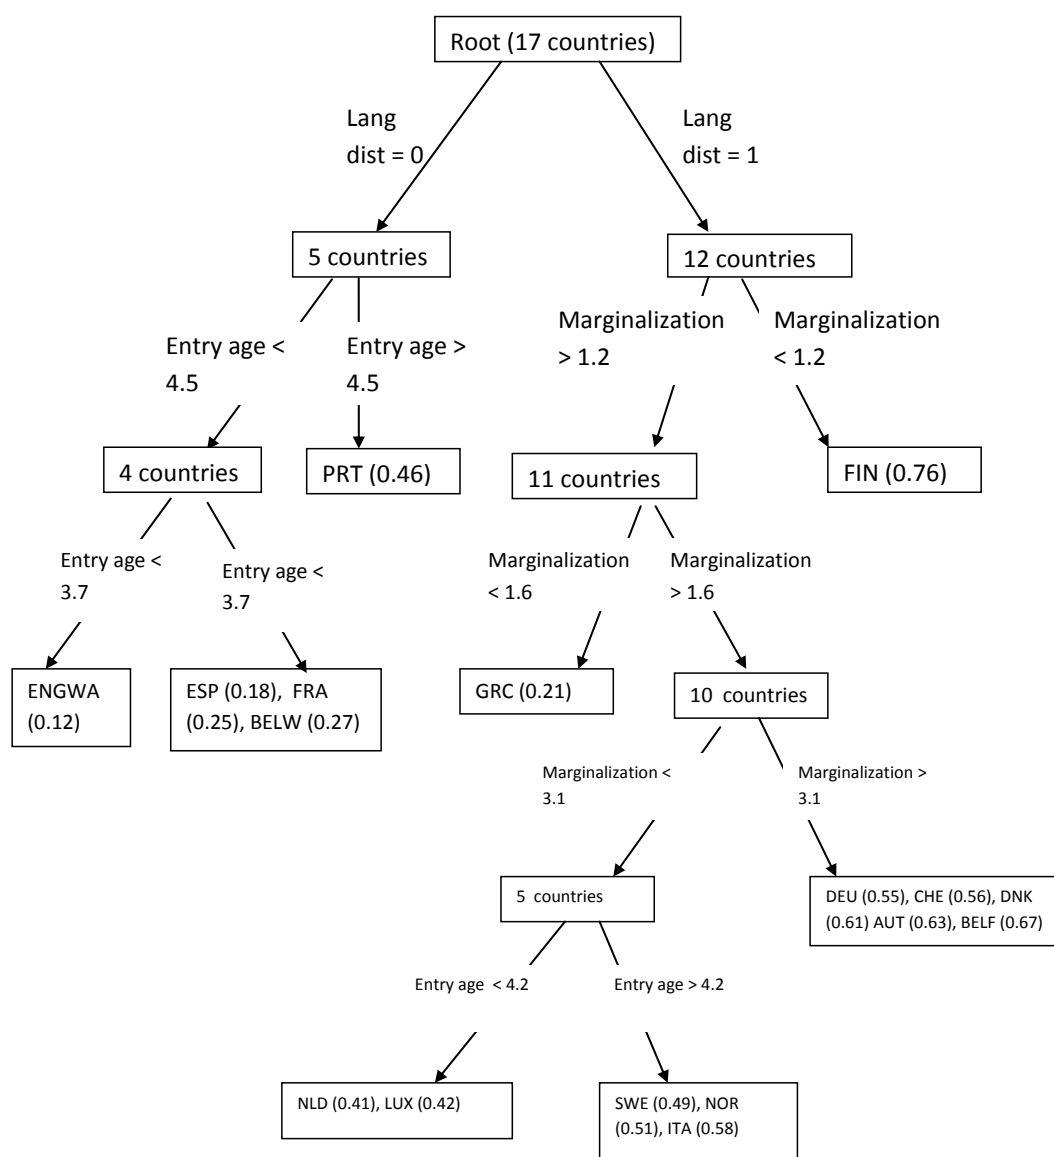 Root (17 countries)
Lang
dist = 0
Lang
dist = 1
5 countries
12 countries
Entry age <
4.5
Entry age >
4.5
Marginalization
> 1.2
Marginalization
< 1.2
4 countries
PRT (0.46)
11 countries
FIN (0.76)
Entry age <
3.7
Entry age <
3.7
Marginalization
< 1.6
Marginalization
> 1.6
ENGWA
(0.12)
ESP (0.18), FRA
(0.25), BELW (0.27)
GRC (0.21)
10 countries
Marginalization <
3.1
Marginalization >
3.1
5 countries
DEU (0.55), CHE (0.56), DNK
(0.61) AUT (0.63), BELF (0.67)
Entry age < 4.2
Entry age > 4.2
NLD (0.41), LUX (0.42)
SWE (0.49), NOR
(0.51), ITA (0.58)